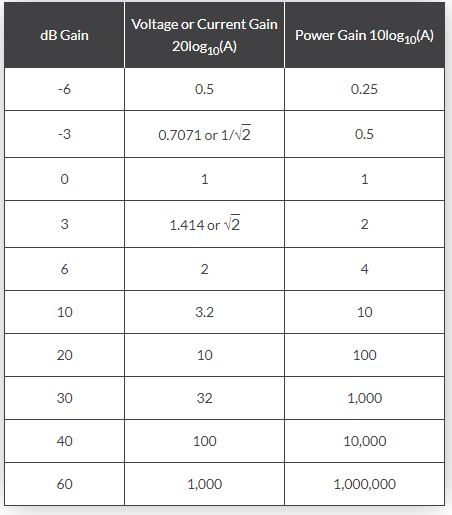 dB Gain Voltage or Current Gain 20log₁₀(A) Power Gain 10log₁₀(A)
-6 0.5 0.25
-3 0.7071 or 1/√2 0.5
0 1 1
3 1.414 or √2 2
6 2 4
10 3.2 10
20 10 100
30 32 1,000
40 100 10,000
60 1,000 1,000,000